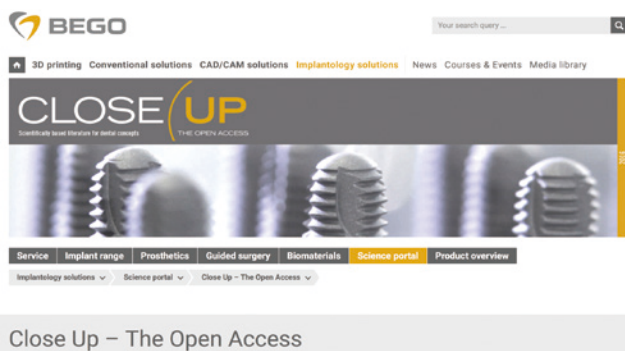 BEGO
Your search query ...
3D printing Conventional solutions CAD/CAM solutions Implantology solutions News Courses & Events Media library
CLOSE UP
Scientifically based literature for dental concepts THE OPEN ACCESS
Service Implant range Prosthetics Guided surgery Biomaterials Science portal Product overview
Implantology solutions Science portal Close Up – The Open Access
Close Up – The Open Access